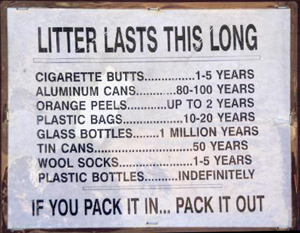 LITTER LASTS THIS LONG
CIGARETTE BUTTS..............1-5 YEARS
ALUMINUM CANS...........80-100 YEARS
ORANGE PEELS...........UP TO 2 YEARS
PLASTIC BAGS.................10-20 YEARS
GLASS BOTTLES.......1 MILLION YEARS
TIN CANS...........................50 YEARS
WOOL SOCKS....................1-5 YEARS
PLASTIC BOTTLES..........INDEFINITELY
IF YOU PACK IT IN... PACK IT OUT